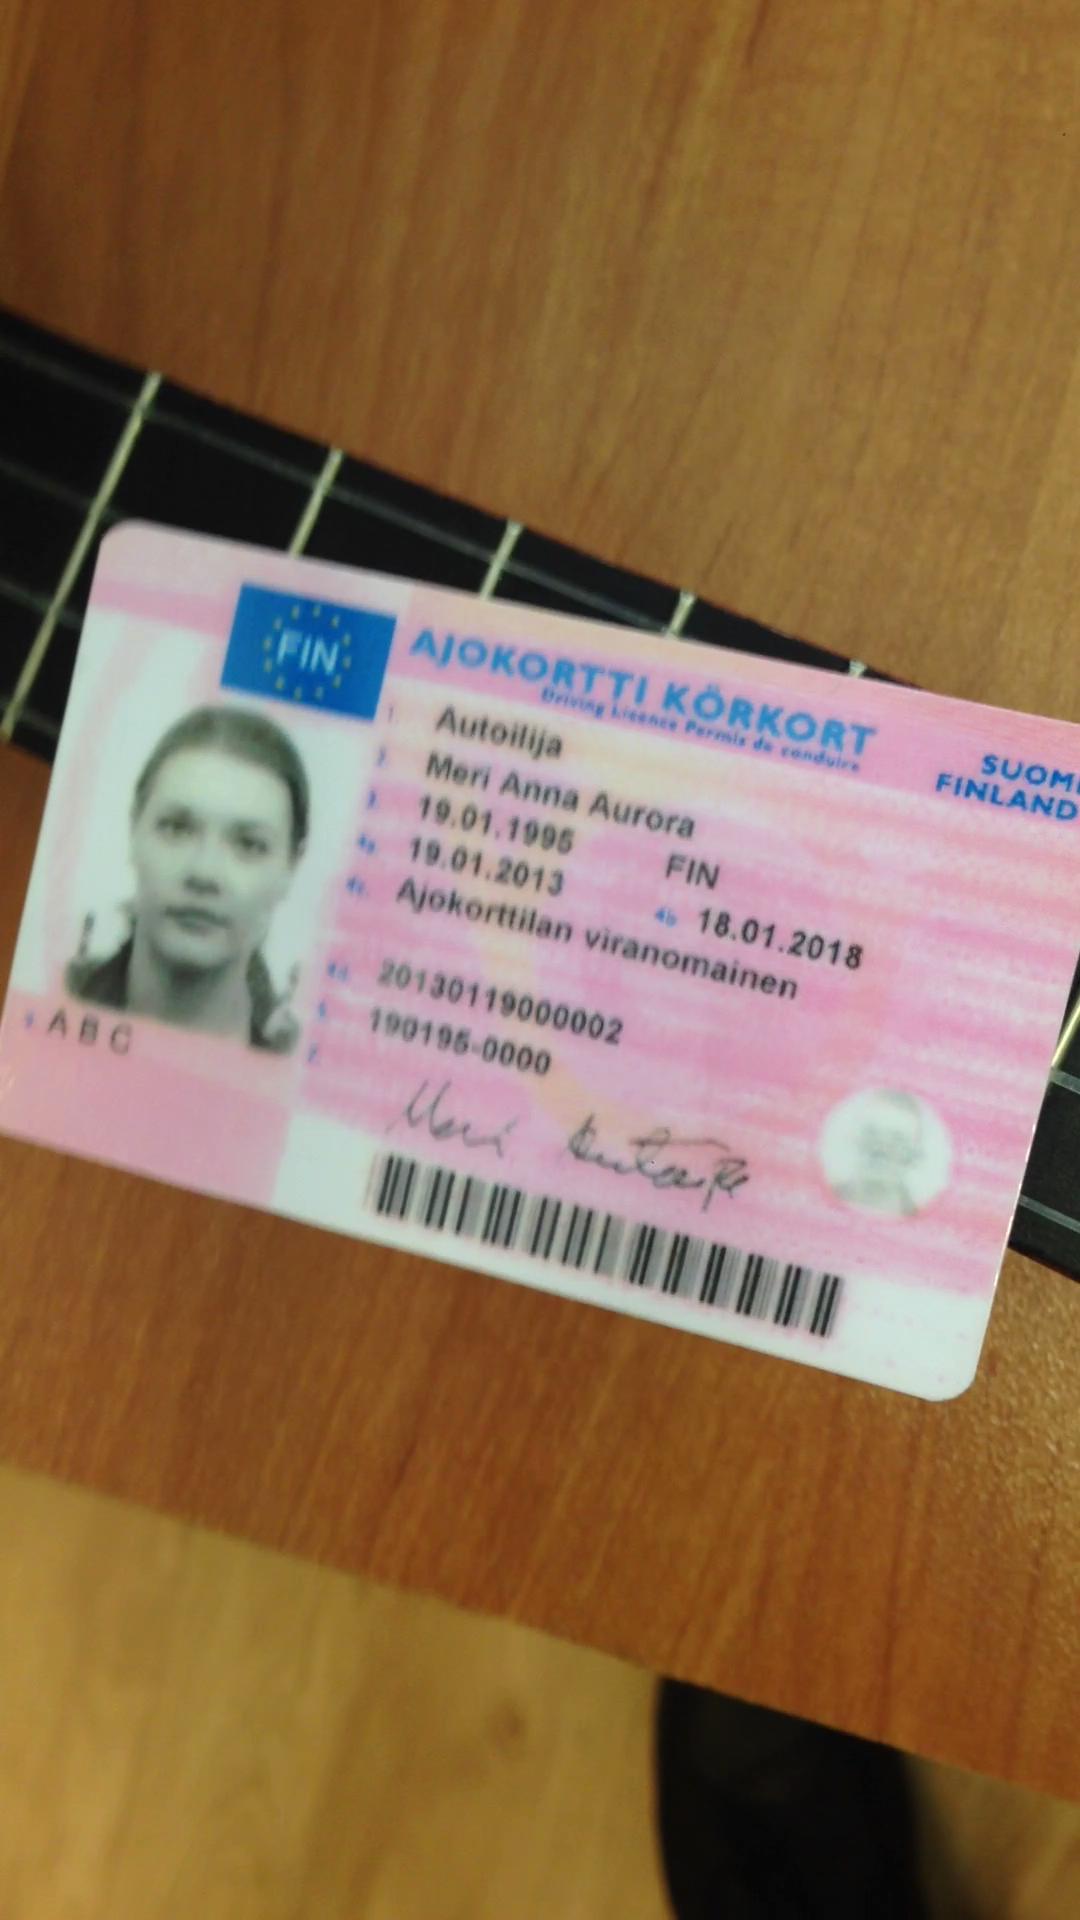 FIN
AJOKORTTI KÖRKORT
Driving Licence Permis de conduire
SUOMI
FINLAND
1. Autoilija
2. Meri Anna Aurora
3. 19.01.1995 FIN
4a. 19.01.2013 4b. 18.01.2018
4c. Ajokorttilan viranomainen
4d. 20130119000002
5. 190195-0000
7.
9. A B C